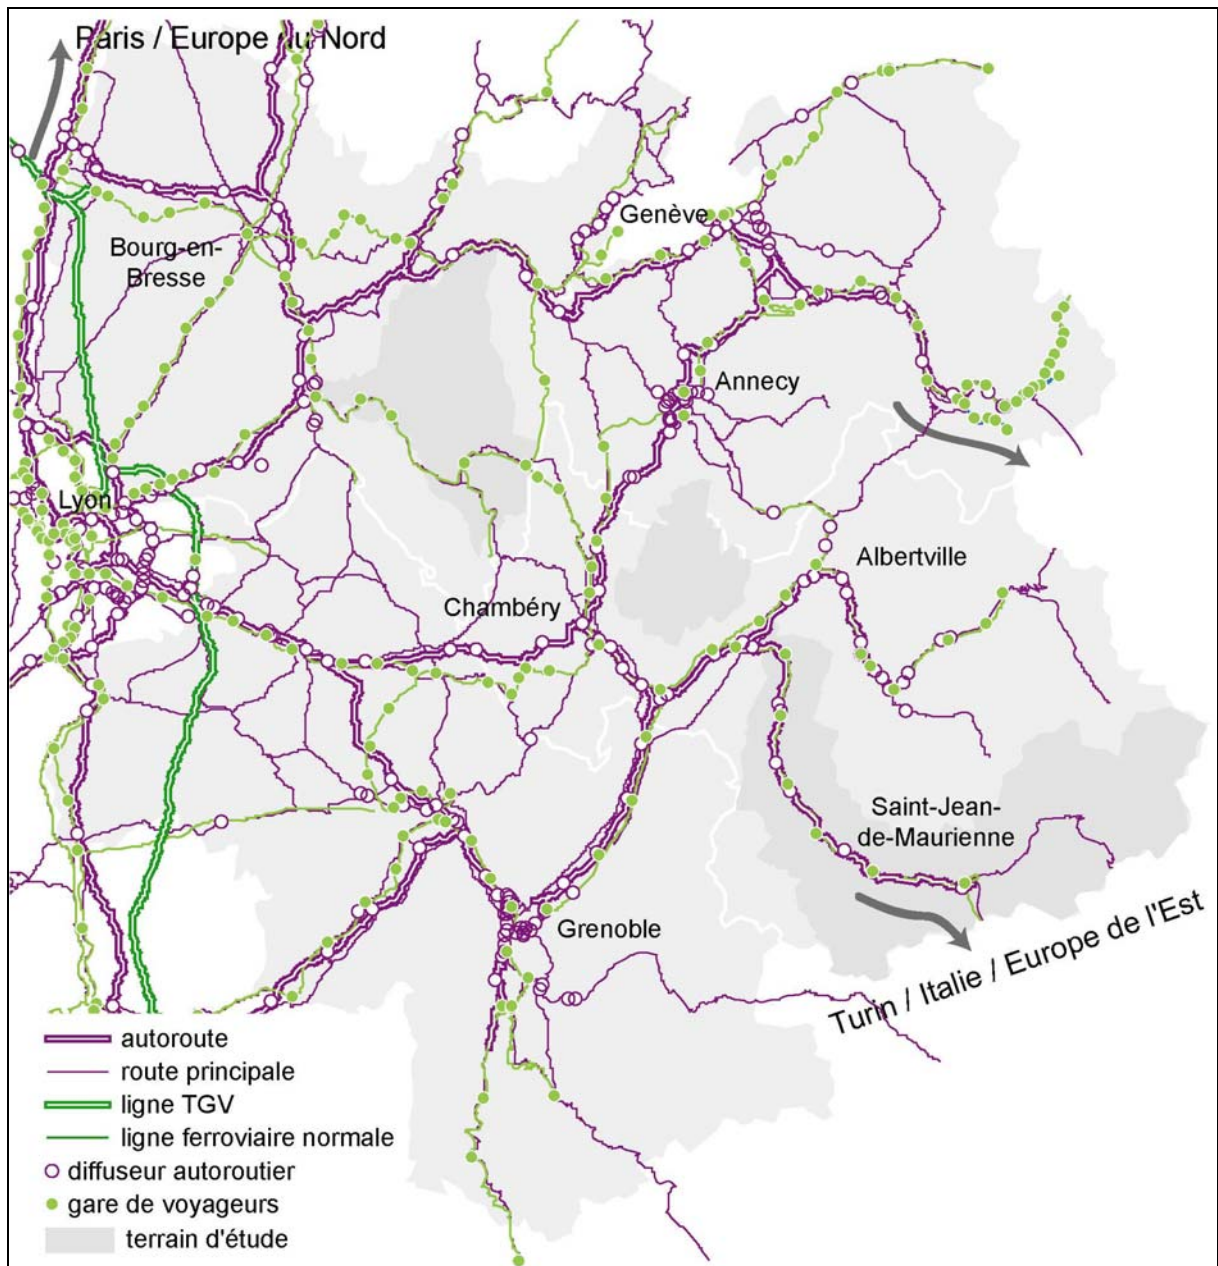 Paris / Europe du Nord
Genève
Bourg-en-
Bresse
Annecy
Lyon
Albertville
Chambéry
Saint-Jean-
de-Maurienne
Grenoble
Turin / Italie / Europe de l'Est
autoroute
route principale
ligne TGV
ligne ferroviaire normale
diffuseur autoroutier
gare de voyageurs
terrain d'étude